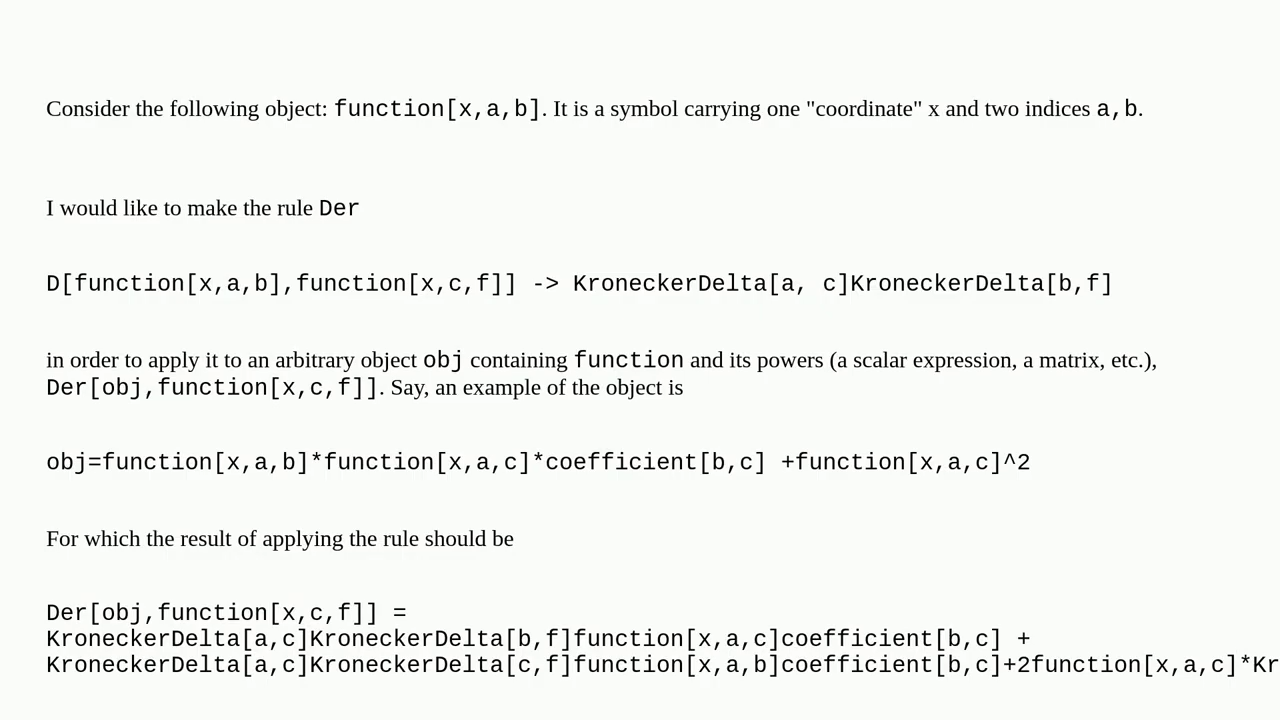 Consider the following object: function[x,a,b]. It is a symbol carrying one "coordinate" x and two indices a,b.
I would like to make the rule Der
D[function[x,a,b],function[x,c,f]] -> KroneckerDelta[a, c]KroneckerDelta[b,f]
in order to apply it to an arbitrary object obj containing function and its powers (a scalar expression, a matrix, etc.),
Der[obj,function[x,c,f]]. Say, an example of the object is
obj=function[x,a,b]*function[x,a,c]*coefficient[b,c] +function[x,a,c]^2
For which the result of applying the rule should be
Der[obj,function[x,c,f]] =
KroneckerDelta[a,c]KroneckerDelta[b,f]function[x,a,c]coefficient[b,c] +
KroneckerDelta[a,c]KroneckerDelta[c,f]function[x,a,b]coefficient[b,c]+2function[x,a,c]*Kr